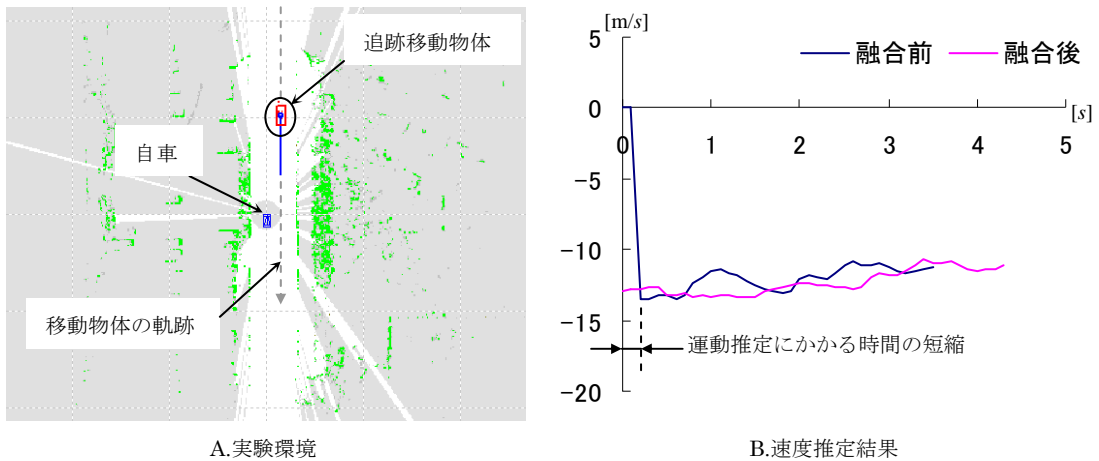 追跡移動物体
自車
移動物体の軌跡
A.実験環境
[m/s]
5
0
-5
-10
-15
-20
融合前
融合後
[s]
0
1
2
3
4
5
運動推定にかかる時間の短縮
B.速度推定結果